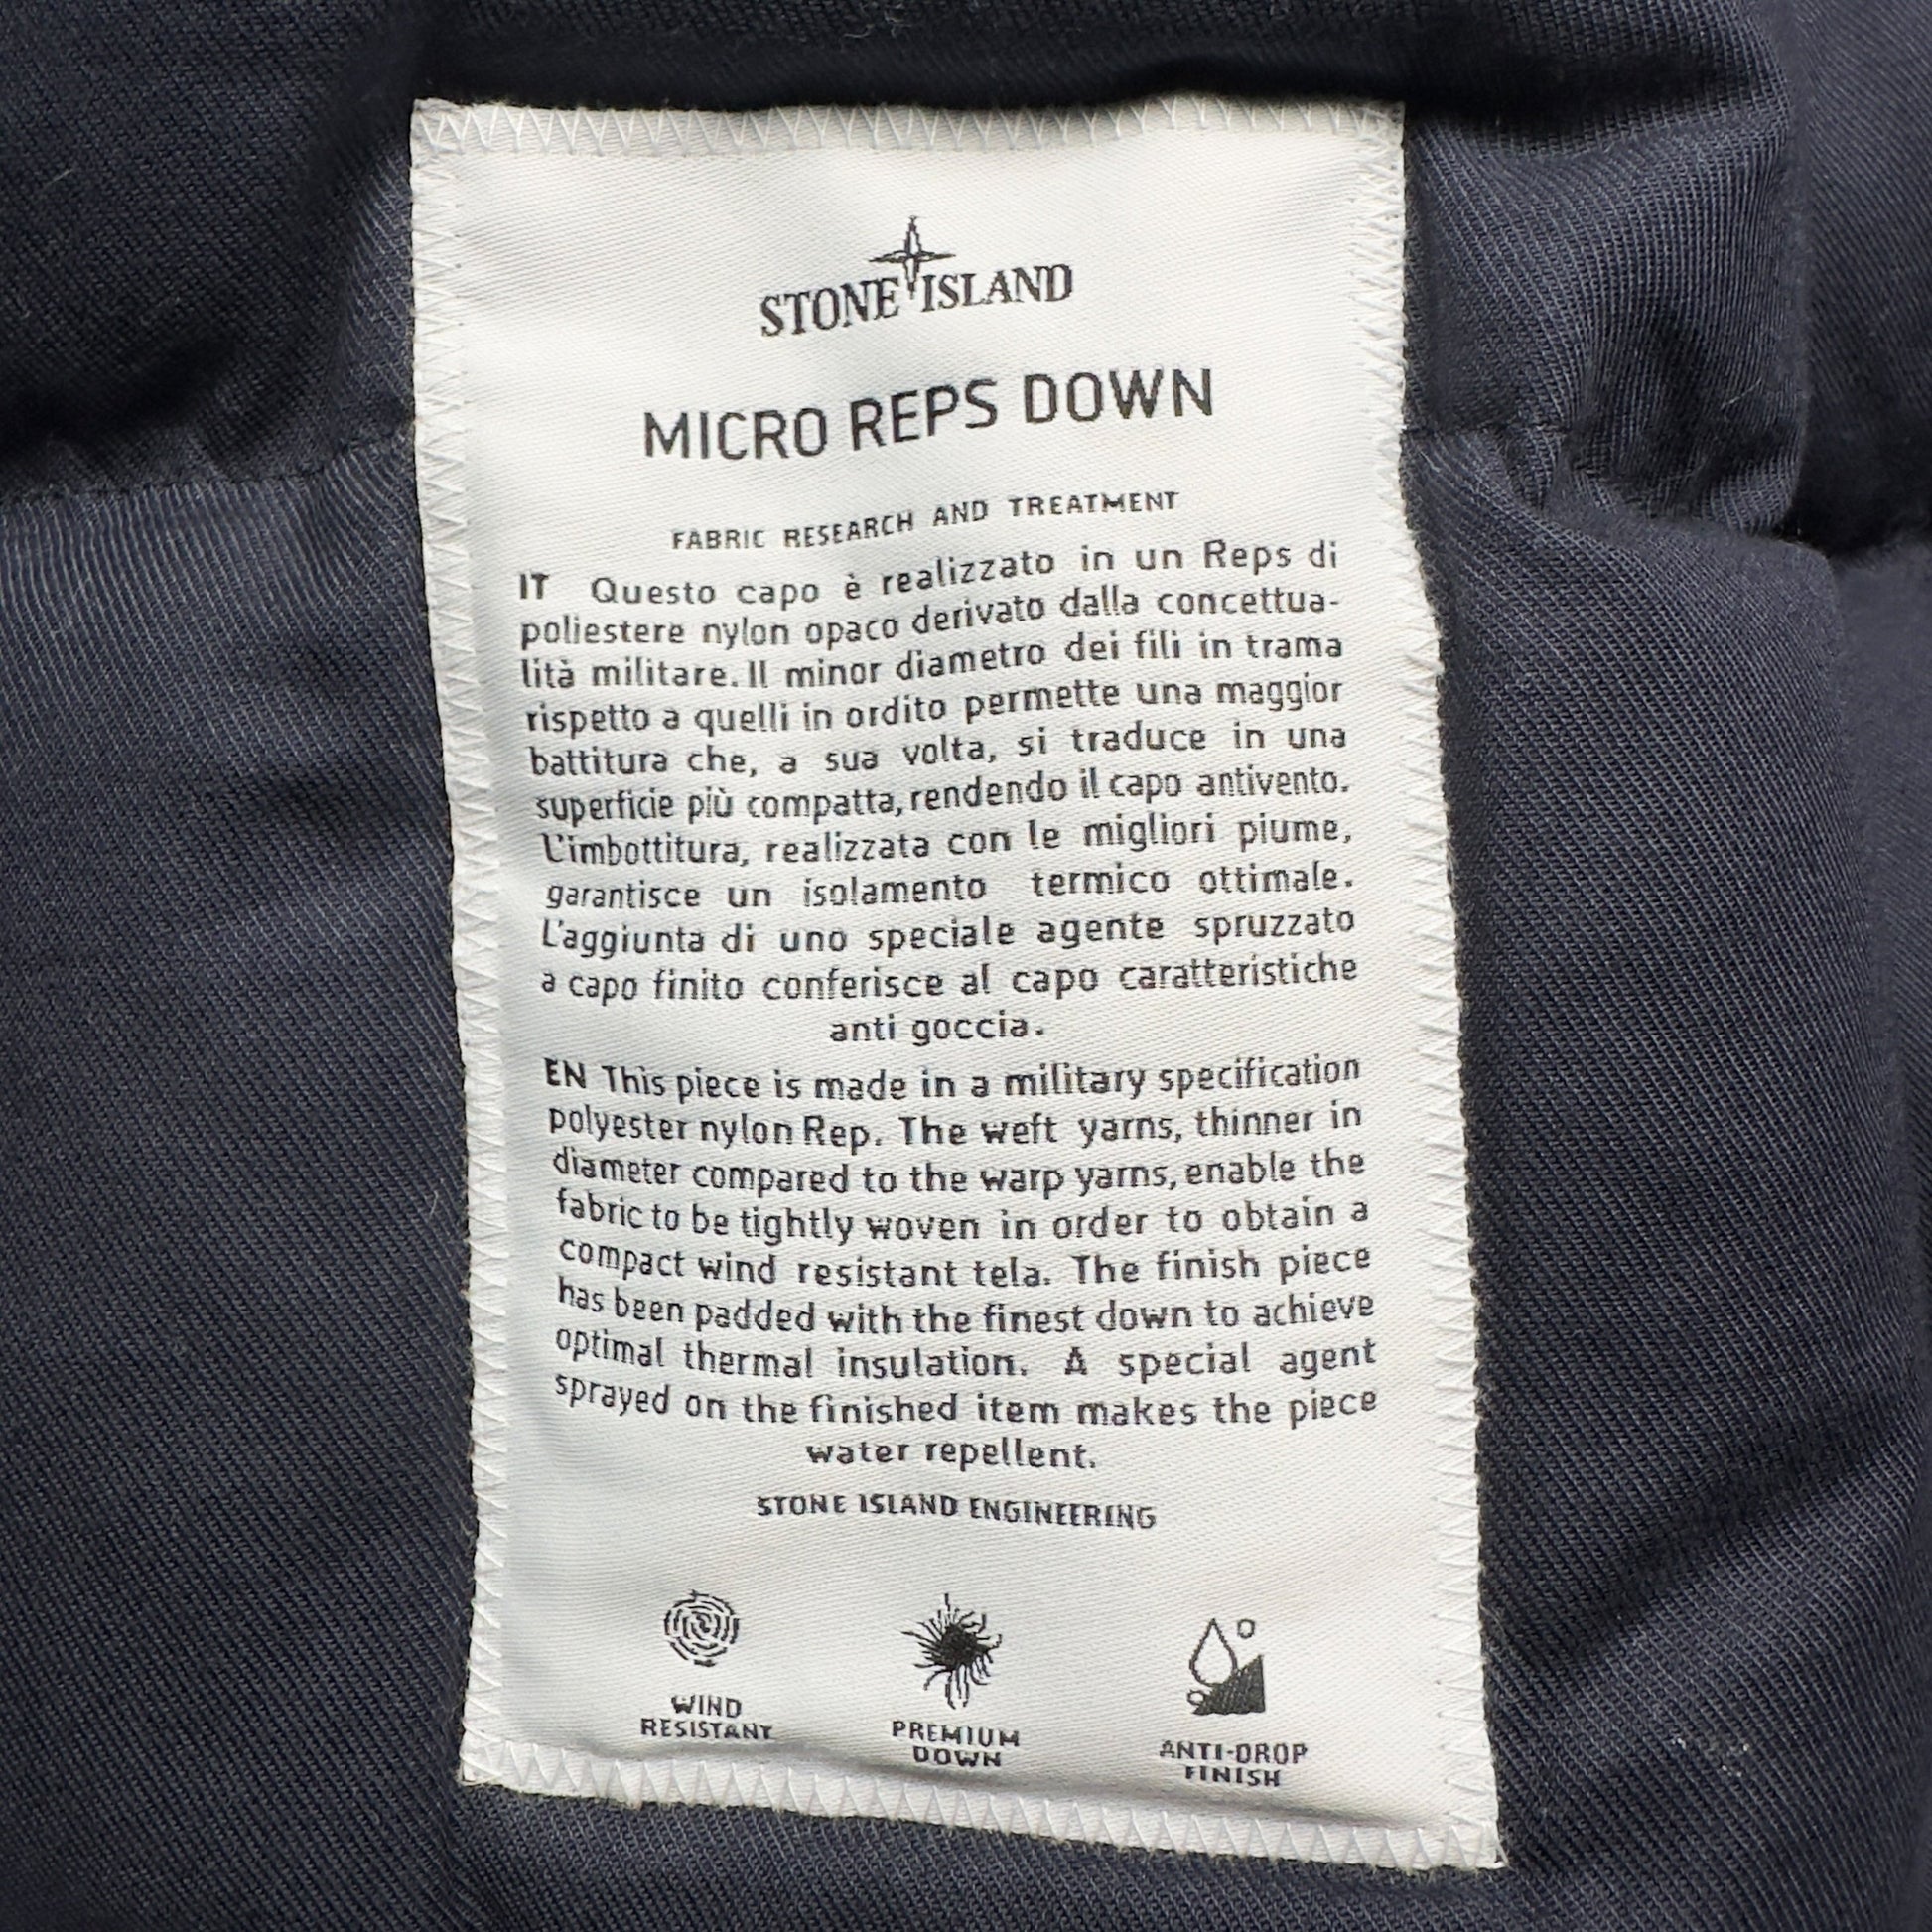 STONE ISLAND
MICRO REPS DOWN
FABRIC RESEARCH AND TREATMENT
IT Questo capo è realizzato in un Reps di
poliestere nylon opaco derivato dalla concettua-
lità militare. Il minor diametro dei fili in trama
rispetto a quelli in ordito permette una maggior
battitura che, a sua volta, si traduce in una
superficie più compatta, rendendo il capo antivento.
L'imbottitura, realizzata con le migliori piume,
garantisce un isolamento termico ottimale.
L'aggiunta di uno speciale agente spruzzato
a capo finito conferisce al capo caratteristiche
anti goccia.
EN This piece is made in a military specification
polyester nylon Rep. The weft yarns, thinner in
diameter compared to the warp yarns, enable the
fabric to be tightly woven in order to obtain a
compact wind resistant tela. The finish piece
has been padded with the finest down to achieve
optimal thermal insulation. A special agent
sprayed on the finished item makes the piece
water repellent.
STONE ISLAND ENGINEERING
WIND
RESISTANT
PREMIUM
DOWN
ANTI-DROP
FINISH